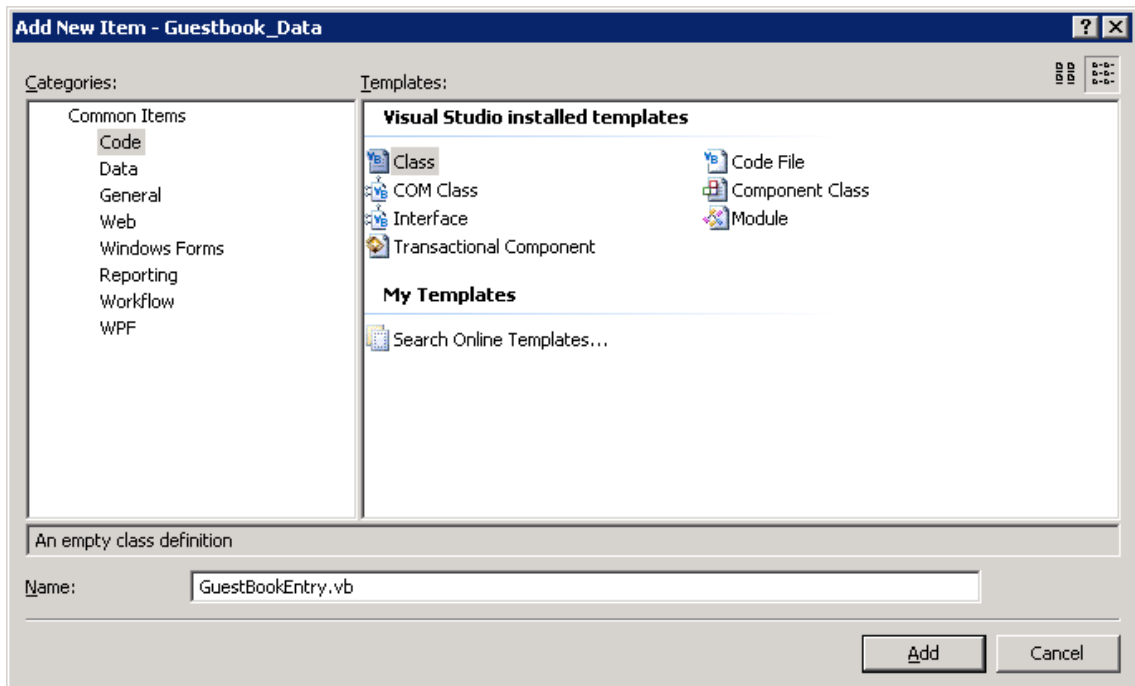 Add New Item - Guestbook_Data
Categories:
Templates:
Common Items
Code
Data
General
Web
Windows Forms
Reporting
Workflow
WPF
Visual Studio installed templates
Class
Code File
COM Class
Component Class
Interface
Module
Transactional Component
My Templates
Search Online Templates...
An empty class definition
Name: GuestBookEntry.vb
Add Cancel